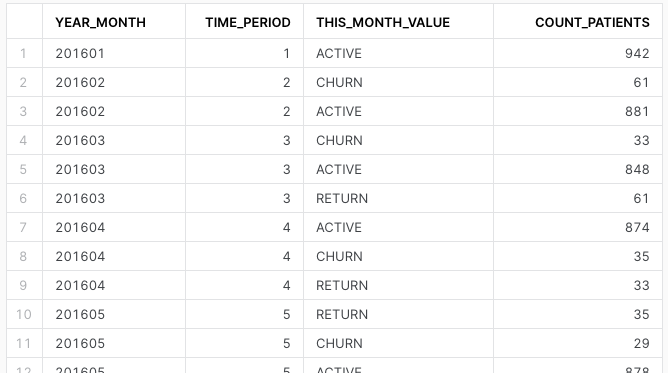 YEAR_MONTH TIME_PERIOD THIS_MONTH_VALUE COUNT_PATIENTS
1 201601 1 ACTIVE 942
2 201602 2 CHURN 61
3 201602 2 ACTIVE 881
4 201603 3 CHURN 33
5 201603 3 ACTIVE 848
6 201603 3 RETURN 61
7 201604 4 ACTIVE 874
8 201604 4 CHURN 35
9 201604 4 RETURN 33
10 201605 5 RETURN 35
11 201605 5 CHURN 29
12 201605 5 ACTIVE 878